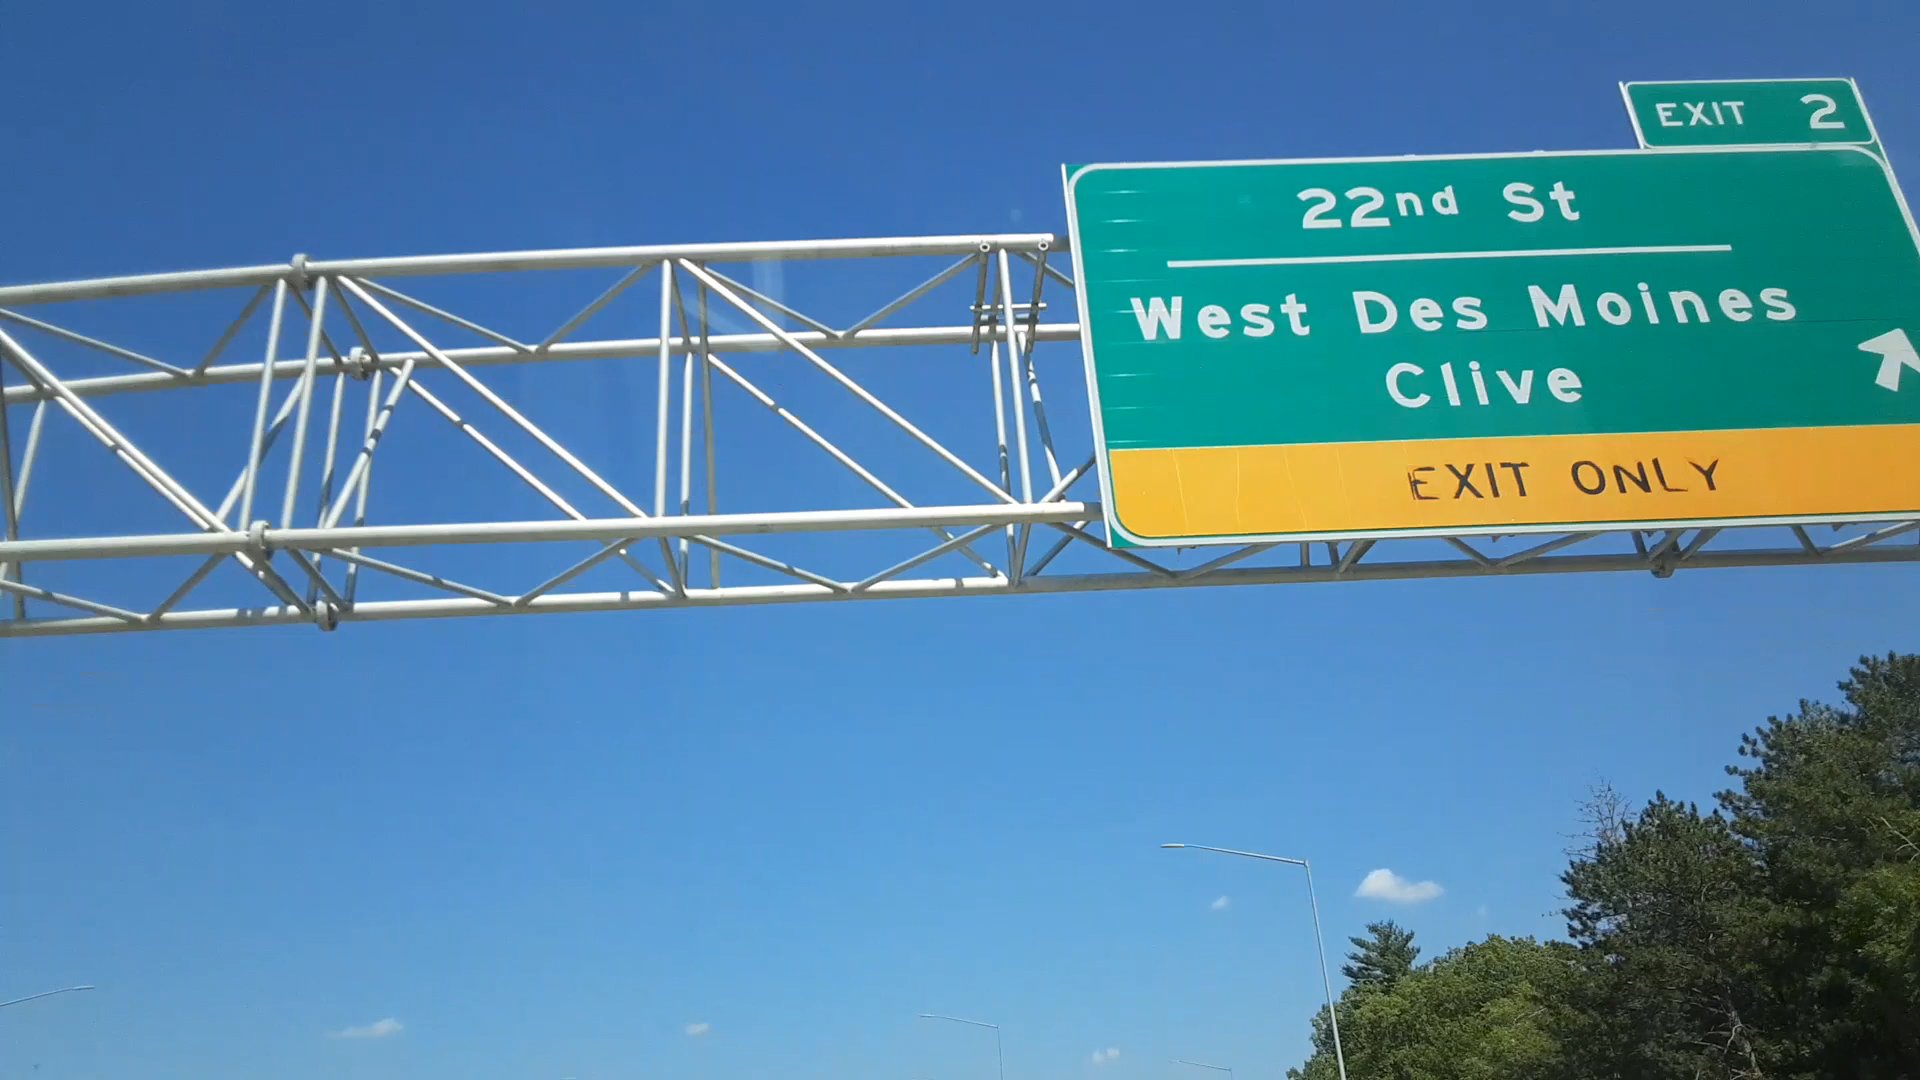 EXIT 2
22nd St
West Des Moines
Clive
EXIT ONLY